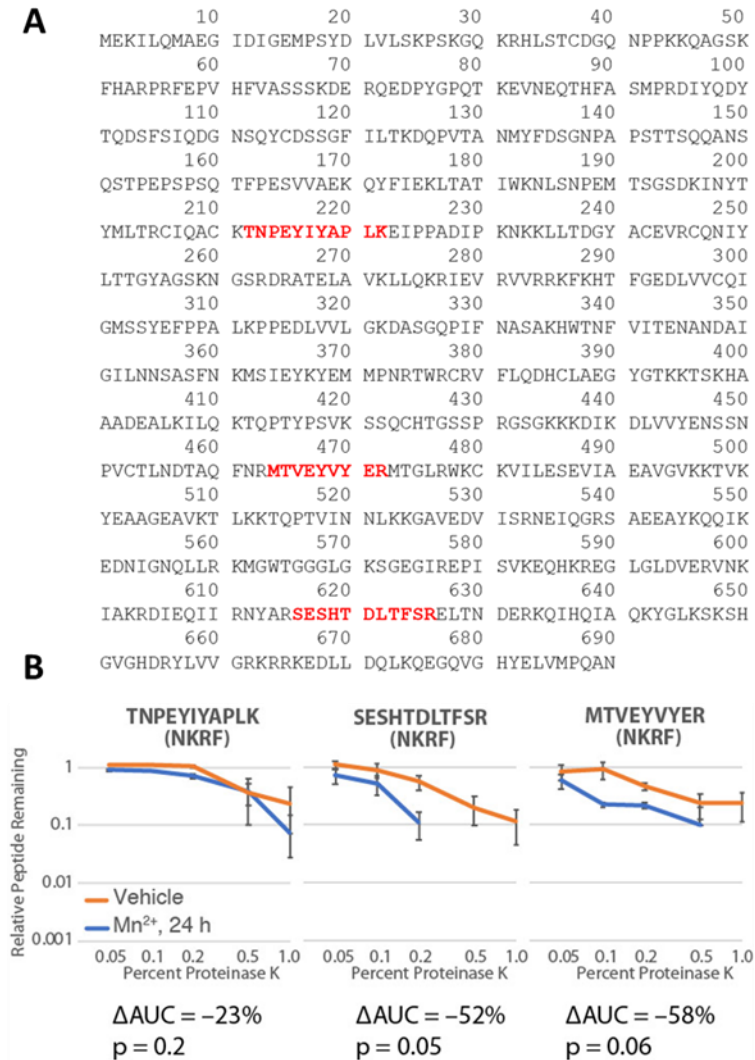 A
10 20 30 40 50
MEKILQMAEG IDIGEMPSYD LVLSKPSKGQ KRHLSTCDGQ NPPKKQAGSK
60 70 80 90 100
FHARPRFEPV HFVASSSKDE RQEDPYGPQT KEVNEQTHFA SMPRDIYQDY
110 120 130 140 150
TQDSFSIQDG NSQYCDSSGF ILTKDQPVTA NMYFDSGNPA PSTTSQQANS
160 170 180 190 200
QSTPEPSPSQ TFPESVVAEK QYFIEKLTAT IWKNLSNPEM TSGSDKINYT
210 220 230 240 250
YMLTRCIQAC KTNPEYIYAP LKEIPPADIP KNKKLLTDGY ACEVRCQNIY
260 270 280 290 300
LTTGYAGSKN GSRDRATELA VKLLQKRIEV RVVRRKFKHT FGEDLVVCQI
310 320 330 340 350
GMSSYEFPPA LKPPEDLVVL GKDASGQPIF NASAKHWTNF VITENANDAI
360 370 380 390 400
GILNNSASFN KMSIEYKYEM MPNRTWRCRV FLQDHCLAEG YGTKKTSKHA
410 420 430 440 450
AADEALKILQ KTQPTYPSVK SSQCHTGSSP RGSGKKKDIK DLVVYENSSN
460 470 480 490 500
PVCTLNDTAQ FNRMTVEYVY ERMTGLRWKC KVILESEVIA EAVGVKKTVK
510 520 530 540 550
YEAAGEAVKT LKKTQPTVIN NLKKGAVEDV ISRNEIQGRS AEEAYKQQIK
560 570 580 590 600
EDNIGNQLLR KMGWTGGGLG KSGEGIREPI SVKEQHKREG LGLDVERVNK
610 620 630 640 650
IAKRDIEQII RNYARSESHT DLTFSRELTN DERKQIHQIA QKYGLKSKSH
660 670 680 690
GVGHDRYLVV GRKRRKEDLL DQLKQEGQVG HYELVMPQAN
B
TNPEYIYAPLK
(NKRF)
SESHTDLTFSR
(NKRF)
MTVEYVYER
(NKRF)
Relative Peptide Remaining
1
0.1
0.01
0.001
Vehicle
Mn²⁺, 24 h
0.05 0.1 0.2 0.5 1.0
0.05 0.1 0.2 0.5 1.0
0.05 0.1 0.2 0.5 1.0
Percent Proteinase K
Percent Proteinase K
Percent Proteinase K
ΔAUC = –23%
p = 0.2
ΔAUC = –52%
p = 0.05
ΔAUC = –58%
p = 0.06